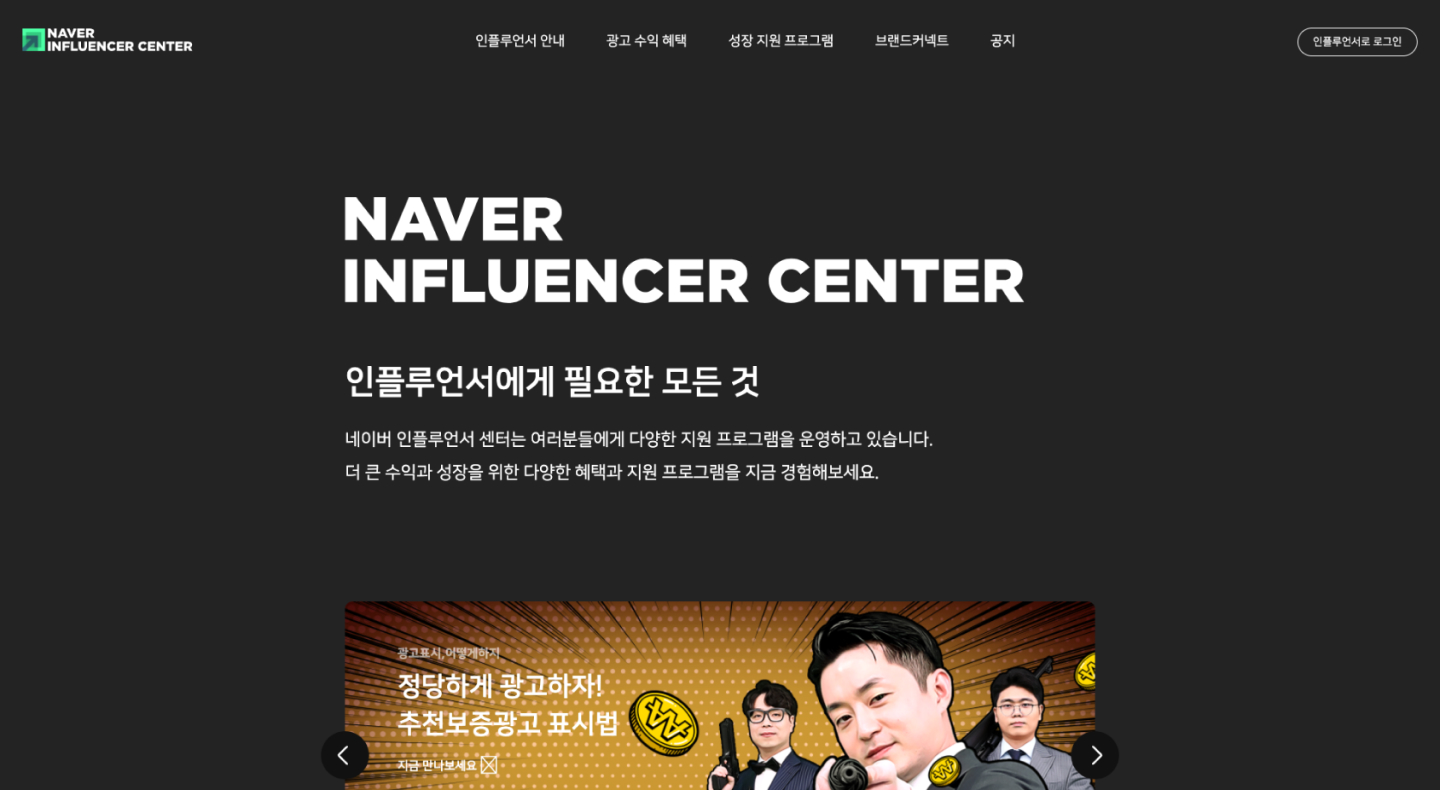 NAVER
INFLUENCER CENTER
인플루언서 안내
광고 수익 혜택
성장 지원 프로그램
브랜드커넥트
공지
인플루언서로 로그인
NAVER
INFLUENCER CENTER
인플루언서에게 필요한 모든 것
네이버 인플루언서 센터는 여러분들에게 다양한 지원 프로그램을 운영하고 있습니다.
더 큰 수익과 성장을 위한 다양한 혜택과 지원 프로그램을 지금 경험해보세요.
광고표시,어떻게하지
정당하게 광고하자!
추천보증광고 표시법
지금 만나보세요